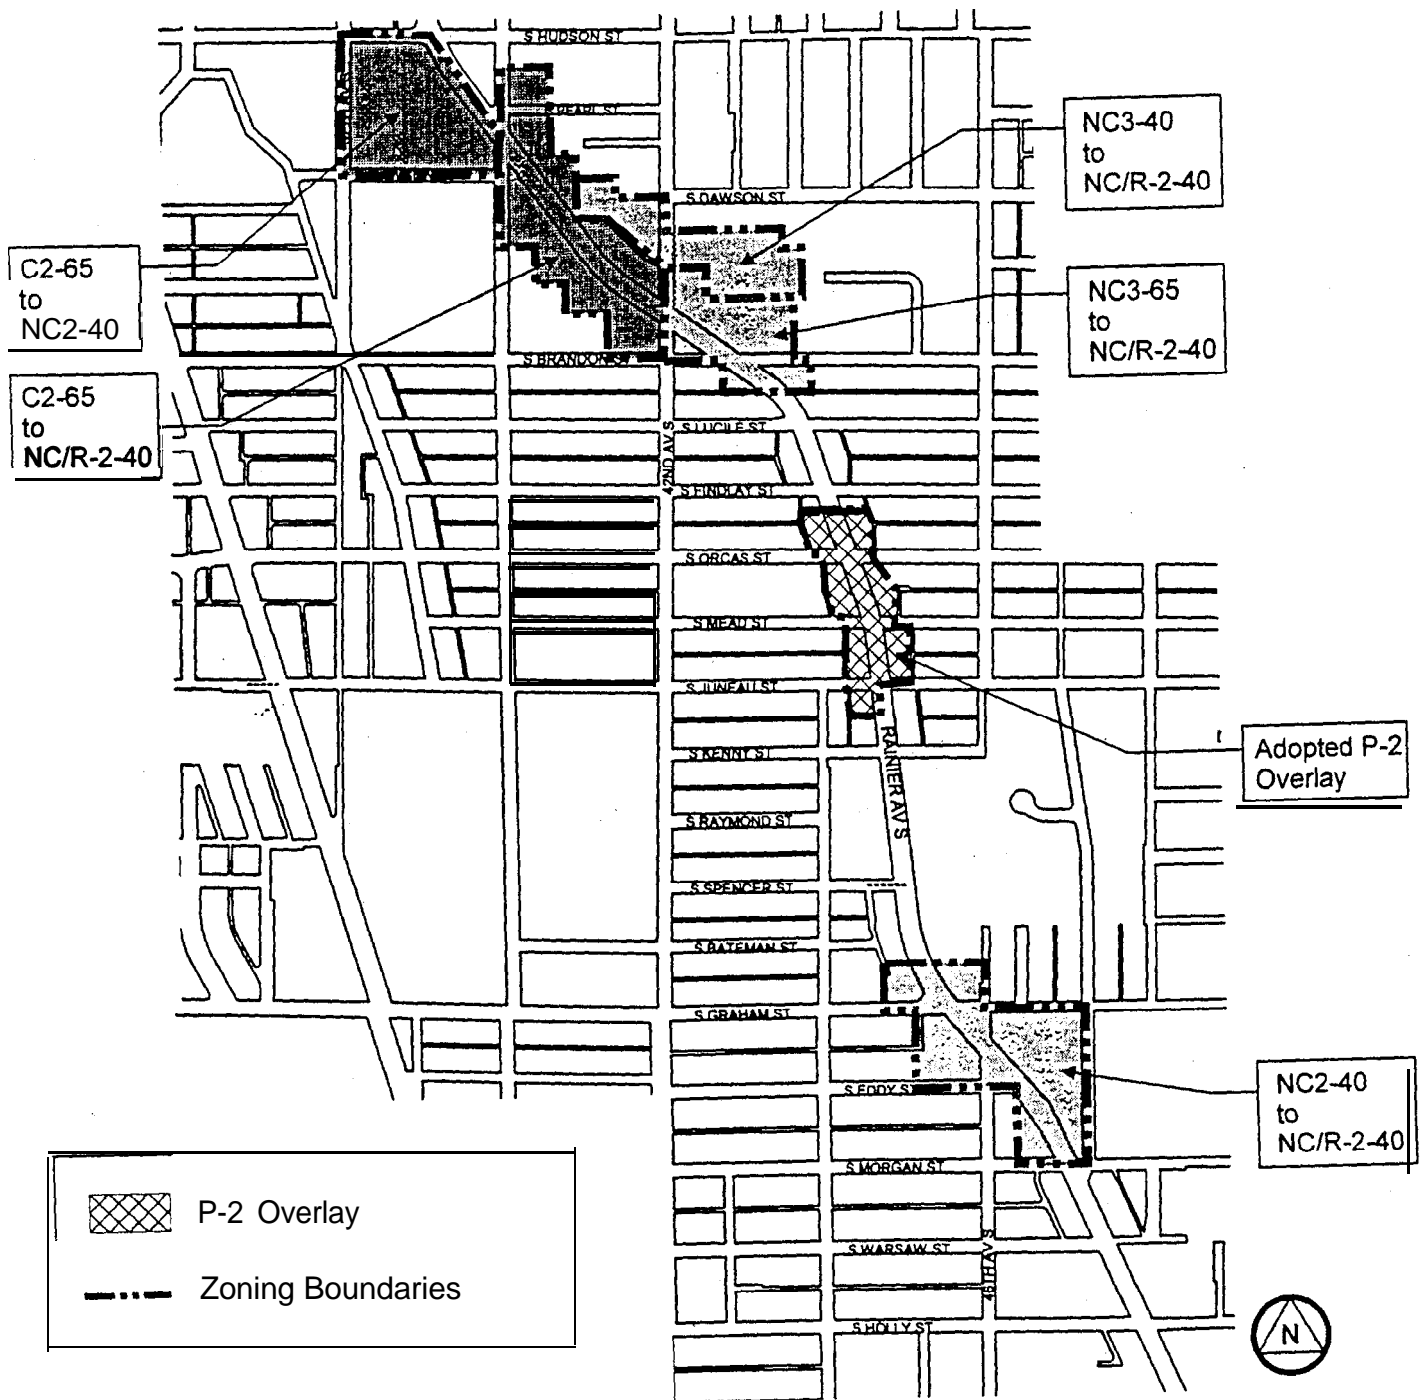 S HUDSON ST
S PEARL ST
NC3-40
to
NC/R-2-40
S DAWSON ST
C2-65
to
NC2-40
NC3-65
to
NC/R-2-40
S BRANDON ST
C2-65
to
NC/R-2-40
S LUCILE ST
42ND AV S
S FINDLAY ST
S ORCAS ST
S MEAD ST
S JUNEAU ST
RAINIER AV S
S KENNY ST
Adopted P-2
Overlay
S RAYMOND ST
S SPENCER ST
S BATEMAN ST
S GRAHAM ST
S EDDY ST
NC2-40
to
NC/R-2-40
S MORGAN ST
P-2 Overlay
S WARSAW ST
46TH AV S
Zoning Boundaries
S HOLLY ST
N